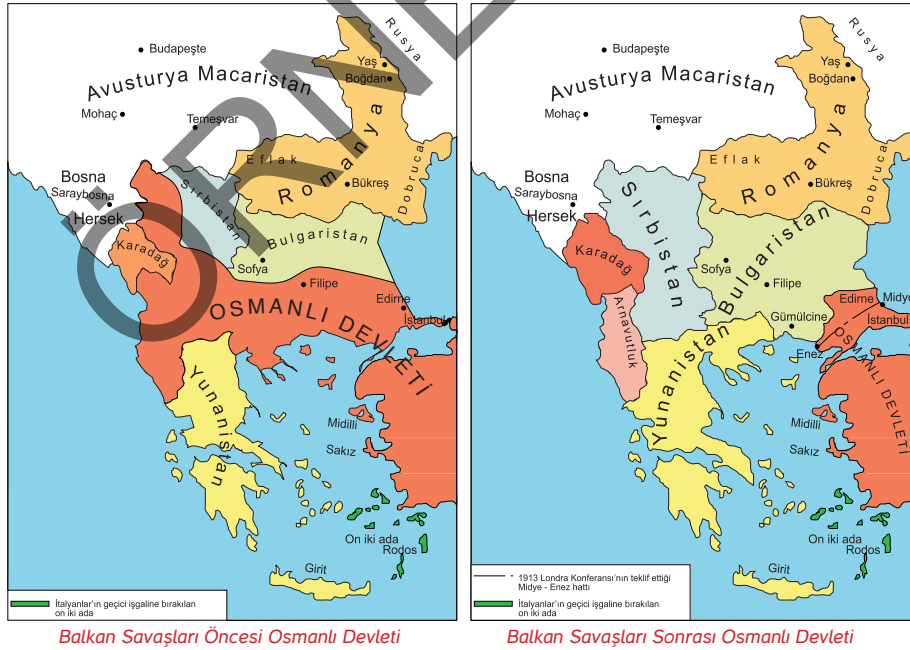 ÖRNE
Rusya
Budapeşte
Yaş
Boğdan
Avusturya Macaristan
Mohaç
Temeşvar
Eflak
Romanya
Bosna
Saraybosna
Hersek
Sırbistan
Bükreş
Dobruca
Karadağ
Bulgaristan
Sofya
Filipe
Edirne
İstanbul
OSMANLI DEVLETİ
Yunanistan
Midilli
Sakız
On iki ada
Rodos
Girit
İtalyanlar'ın geçici işgaline bırakılan
on iki ada
Balkan Savaşları Öncesi Osmanlı Devleti
Rusya
Budapeşte
Yaş
Boğdan
Avusturya Macaristan
Mohaç
Temeşvar
Eflak
Romanya
Bosna
Saraybosna
Hersek
Sırbistan
Bükreş
Dobruca
Karadağ
Bulgaristan
Sofya
Filipe
Arnavutluk
Gümülcine
Edirne
Midye
İstanbul
Enez
OSMANLI DEVLETİ
Yunanistan
Midilli
Sakız
On iki ada
Rodos
Girit
1913 Londra Konferansı'nın teklif ettiği
Midye - Enez hattı
İtalyanlar'ın geçici işgaline bırakılan
on iki ada
Balkan Savaşları Sonrası Osmanlı Devleti